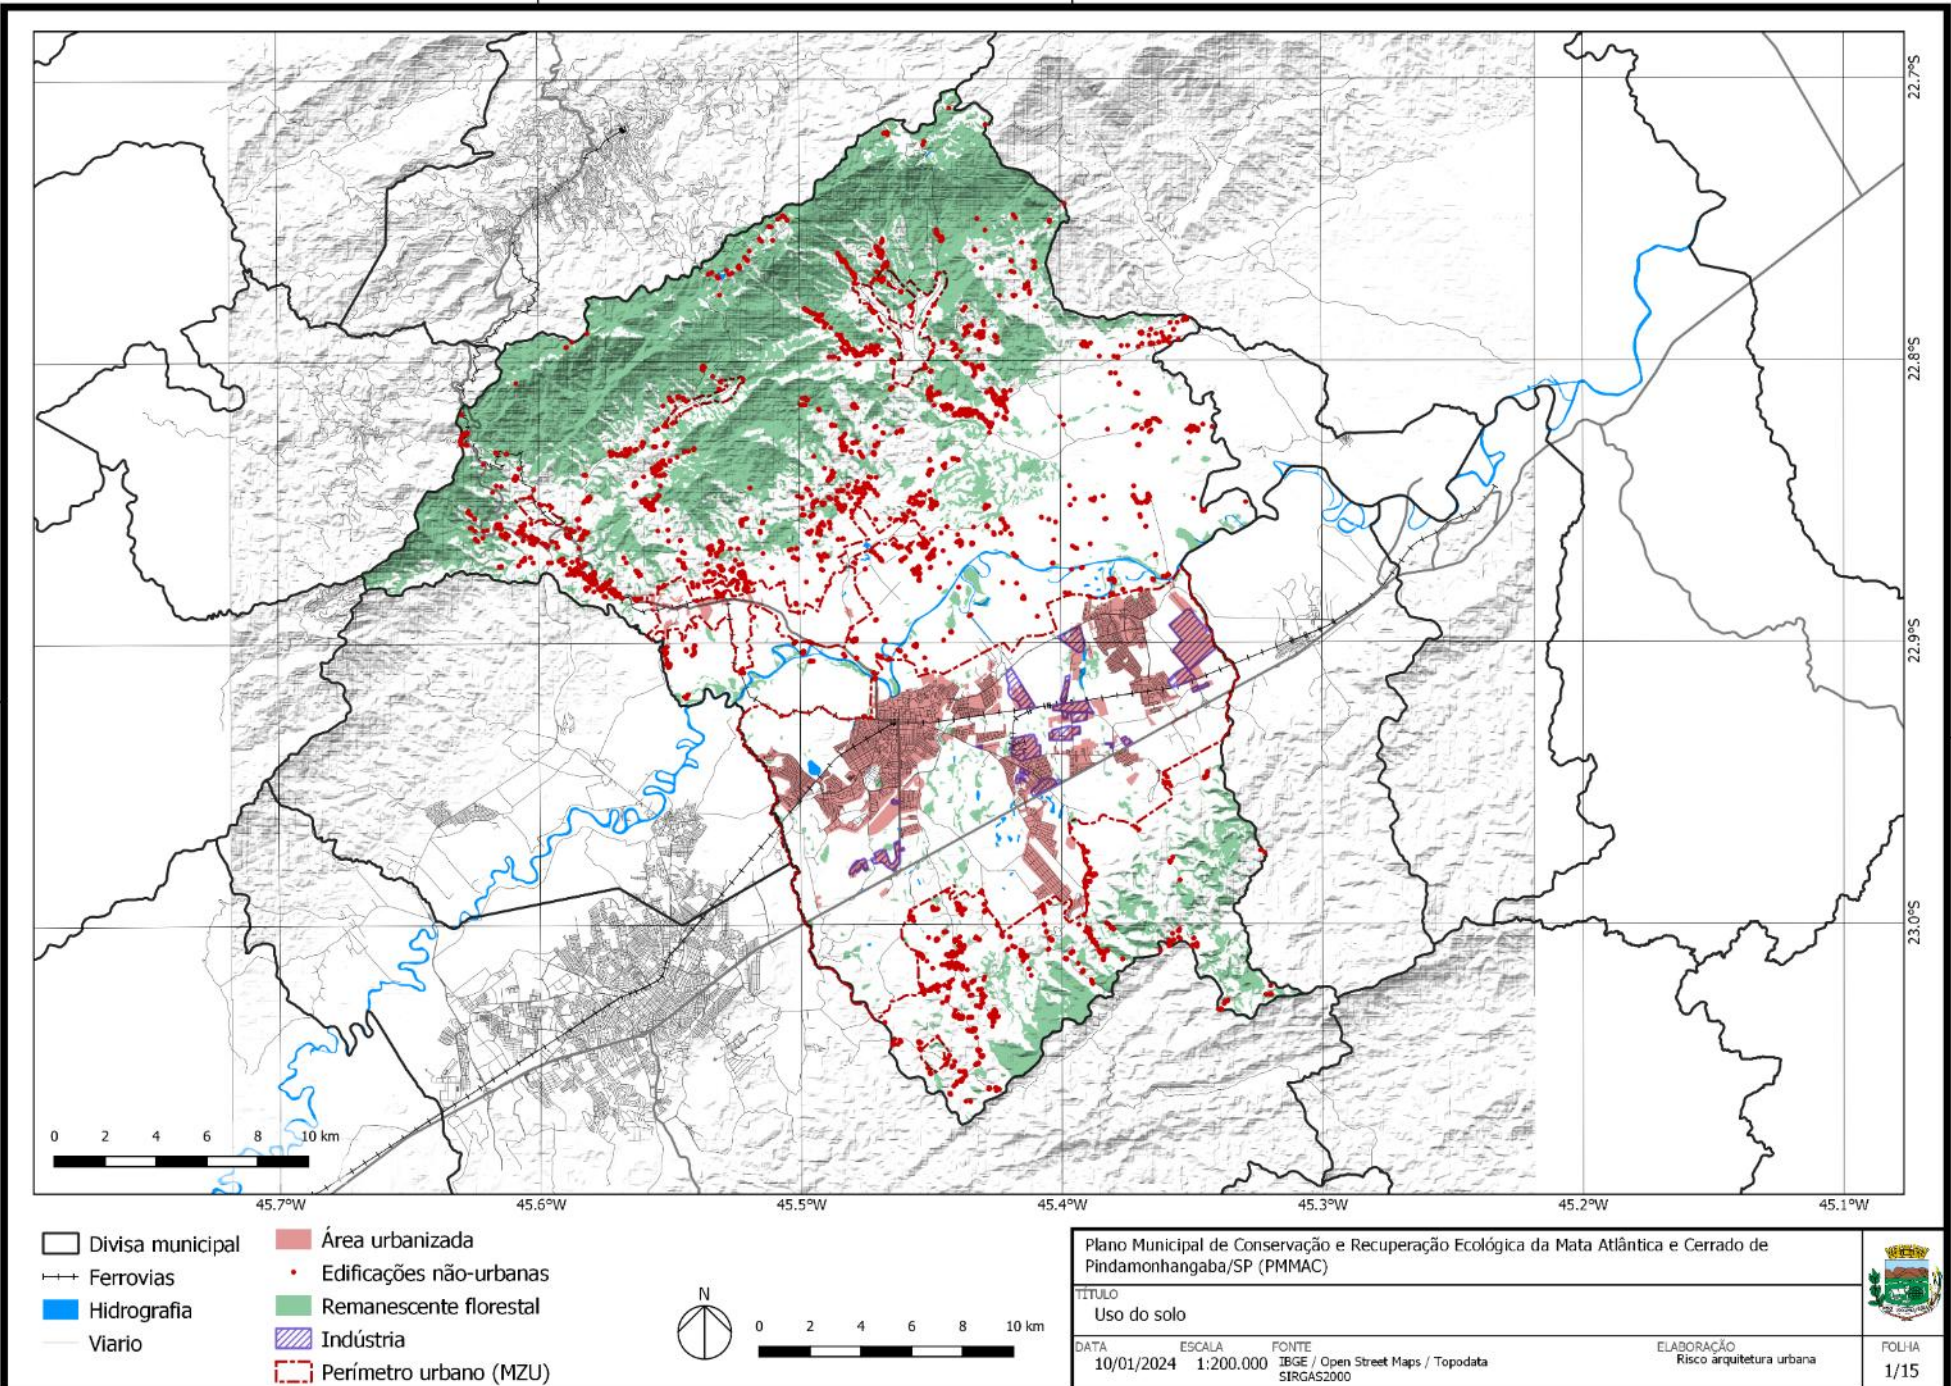 22.7°S
22.8°S
22.9°S
23.0°S
0 2 4 6 8 10 km
45.7°W 45.6°W 45.5°W 45.4°W 45.3°W 45.2°W 45.1°W
Divisa municipal
Ferrovias
Hidrografia
Viario
Área urbanizada
Edificações não-urbanas
Remanescente florestal
Indústria
Perímetro urbano (MZU)
N
0 2 4 6 8 10 km
Plano Municipal de Conservação e Recuperação Ecológica da Mata Atlântica e Cerrado de
Pindamonhangaba/SP (PMMAC)
TÍTULO
Uso do solo
DATA ESCALA FONTE ELABORAÇÃO FOLHA
10/01/2024 1:200.000 IBGE / Open Street Maps / Topodata Risco arquitetura urbana 1/15
SIRGAS2000